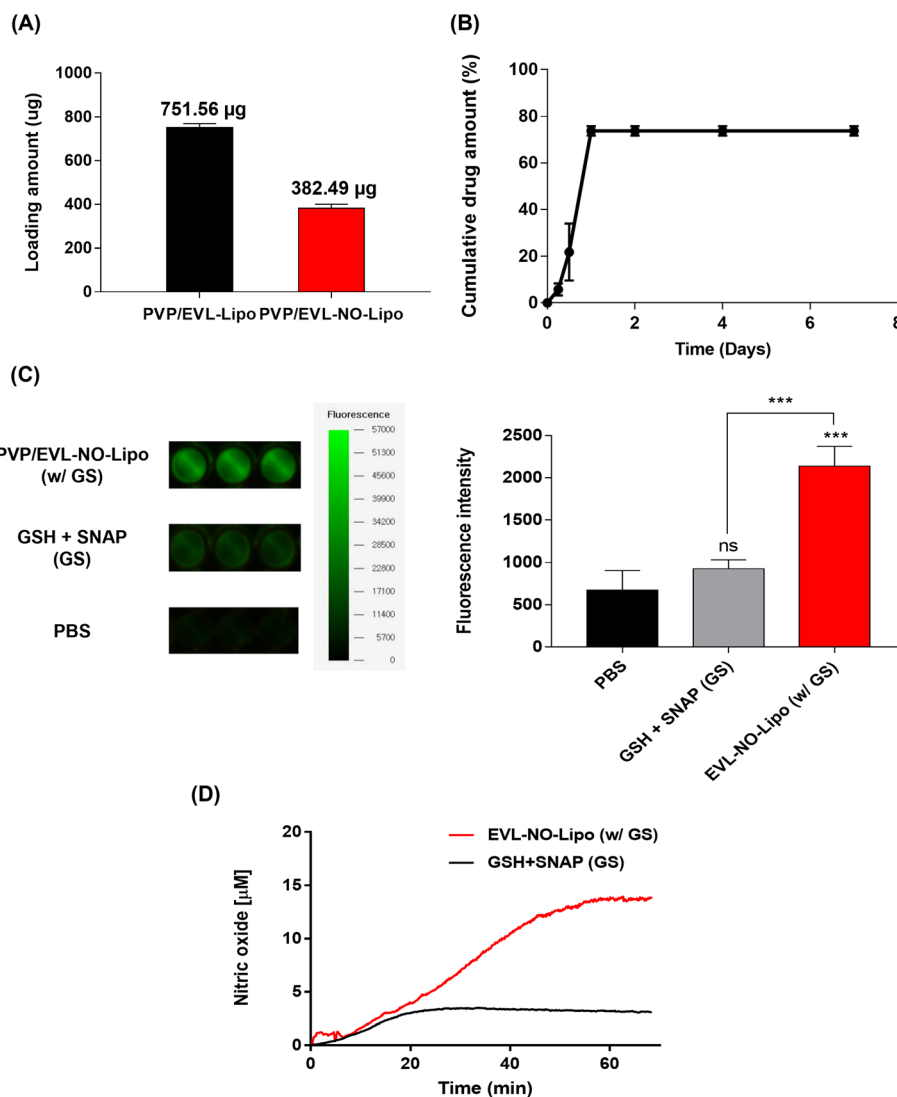 (A)
Loading amount (ug)
1000
800
600
400
200
0
751.56 µg
382.49 µg
PVP/EVL-Lipo PVP/EVL-NO-Lipo
(B)
Cumulative drug amount (%)
100
80
60
40
20
0
0 2 4 6 8
Time (Days)
(C)
PVP/EVL-NO-Lipo
(w/ GS)
GSH + SNAP
(GS)
PBS
Fluorescence
57000
51300
45600
39900
34200
28500
22800
17100
11400
5700
0
Fluorescence intensity
2500
2000
1500
1000
500
0
***
***
ns
PBS
GSH + SNAP (GS)
EVL-NO-Lipo (w/ GS)
(D)
Nitric oxide [µM]
20
15
10
5
0
EVL-NO-Lipo (w/ GS)
GSH+SNAP (GS)
0 20 40 60
Time (min)